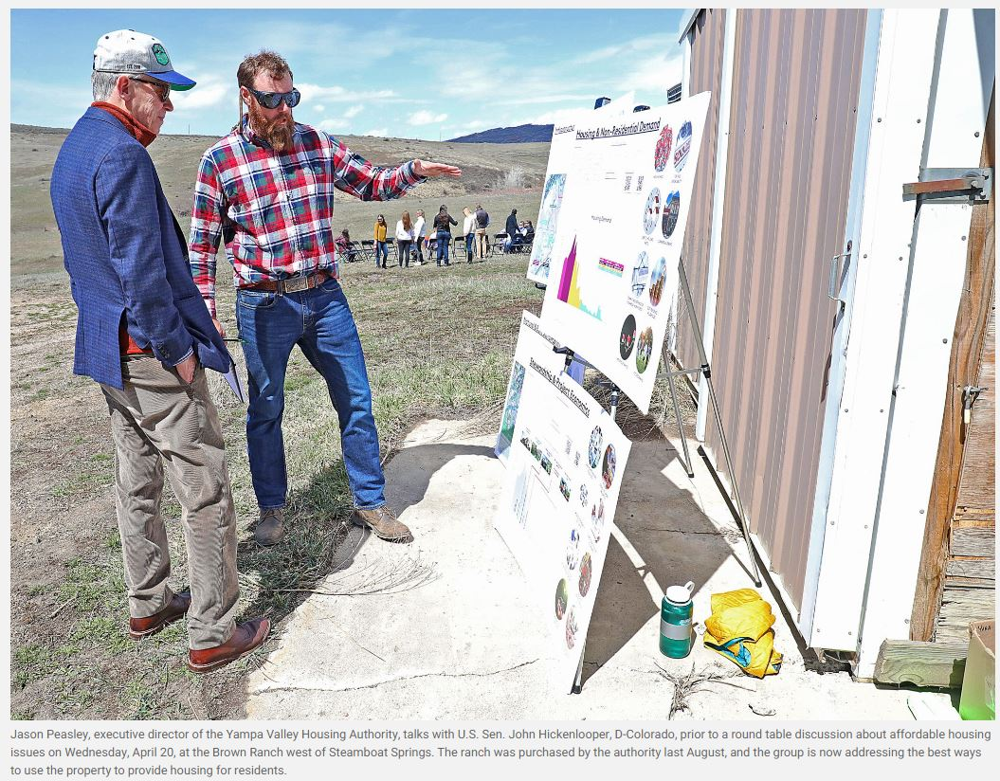 Housing & Non-Residential Demand
Housing Demand
Stewardship & Project Economics
Jason Peasley, executive director of the Yampa Valley Housing Authority, talks with U.S. Sen. John Hickenlooper, D-Colorado, prior to a round table discussion about affordable housing
issues on Wednesday, April 20, at the Brown Ranch west of Steamboat Springs. The ranch was purchased by the authority last August, and the group is now addressing the best ways
to use the property to provide housing for residents.